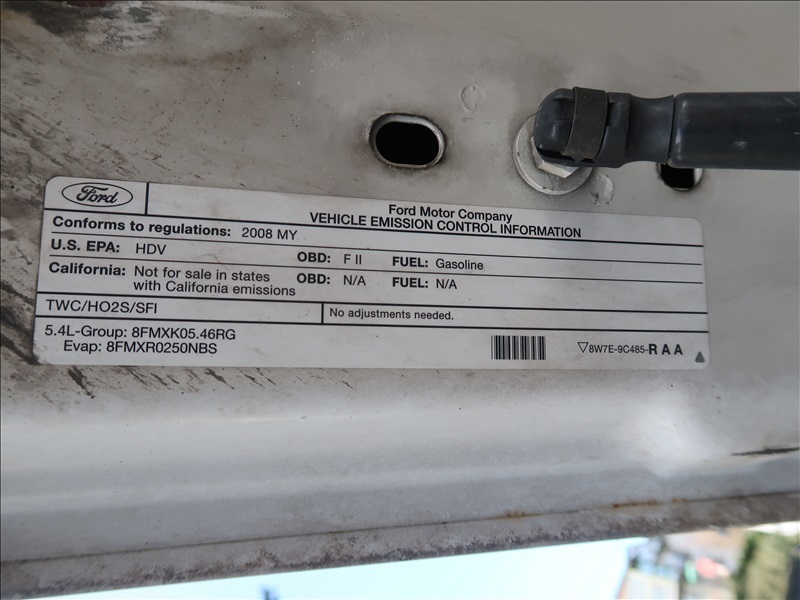 Ford
Ford Motor Company
VEHICLE EMISSION CONTROL INFORMATION
Conforms to regulations: 2008 MY
U.S. EPA: HDV OBD: F II FUEL: Gasoline
California: Not for sale in states with California emissions OBD: N/A FUEL: N/A
TWC/HO2S/SFI No adjustments needed.
5.4L-Group: 8FMXK05.46RG
Evap: 8FMXR0250NBS
▽8W7E-9C485-RAA